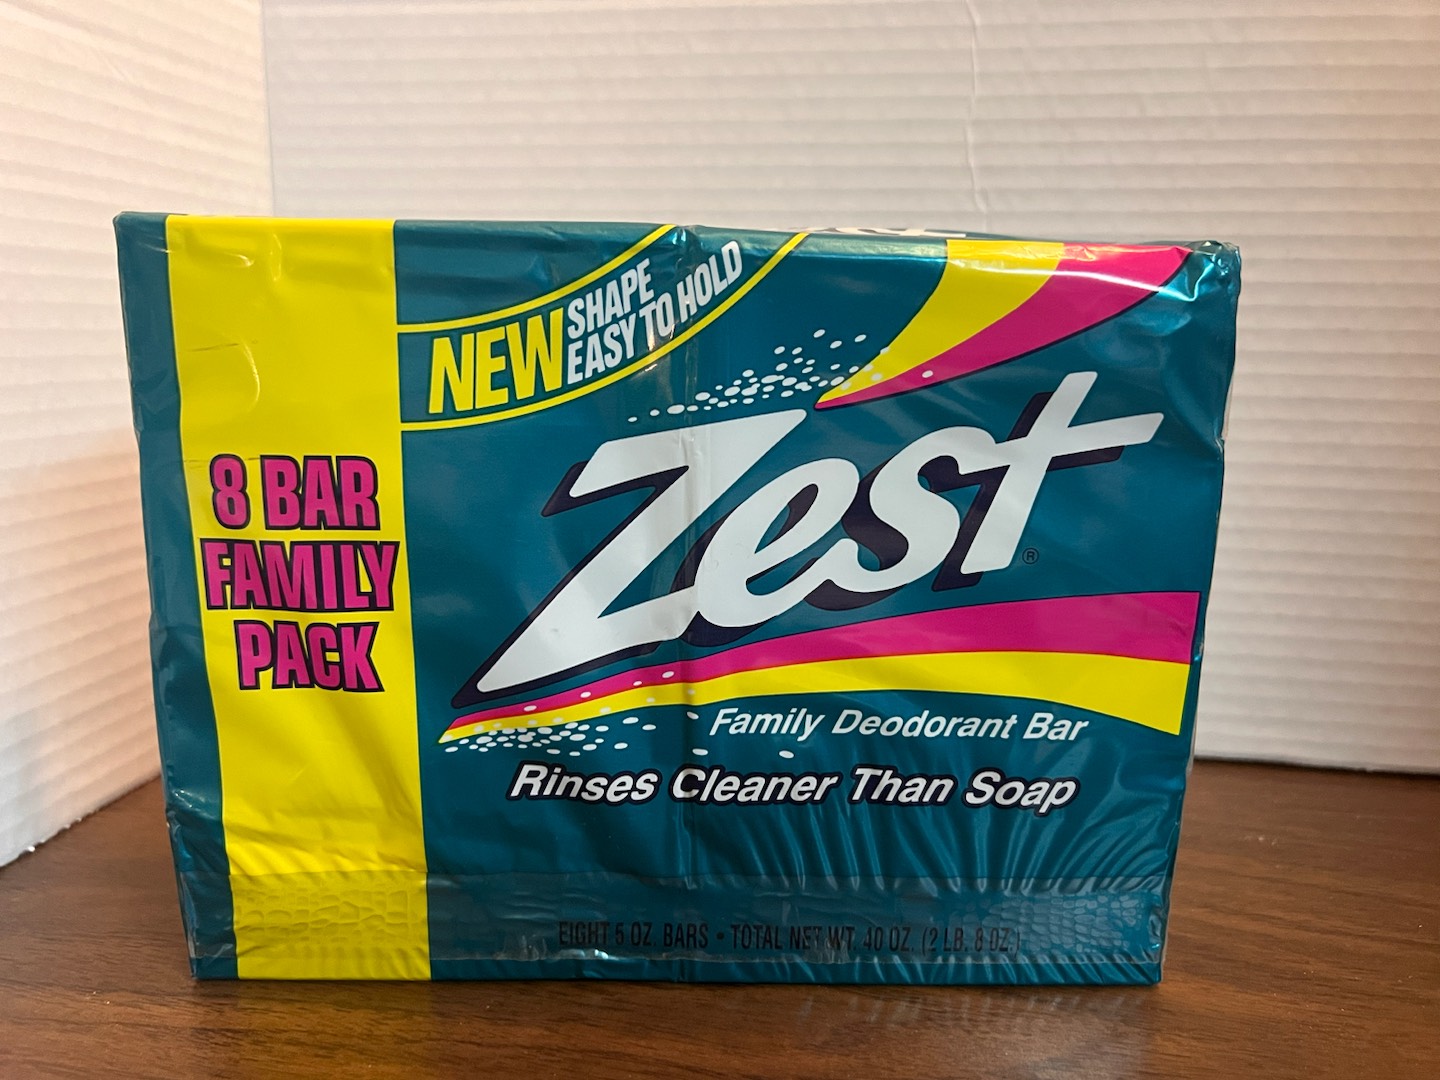 NEW SHAPE
EASY TO HOLD
8 BAR
FAMILY
PACK
Zest®
Family Deodorant Bar
Rinses Cleaner Than Soap
EIGHT 5 OZ. BARS • TOTAL NET WT. 40 OZ. (2 LB. 8 OZ.)